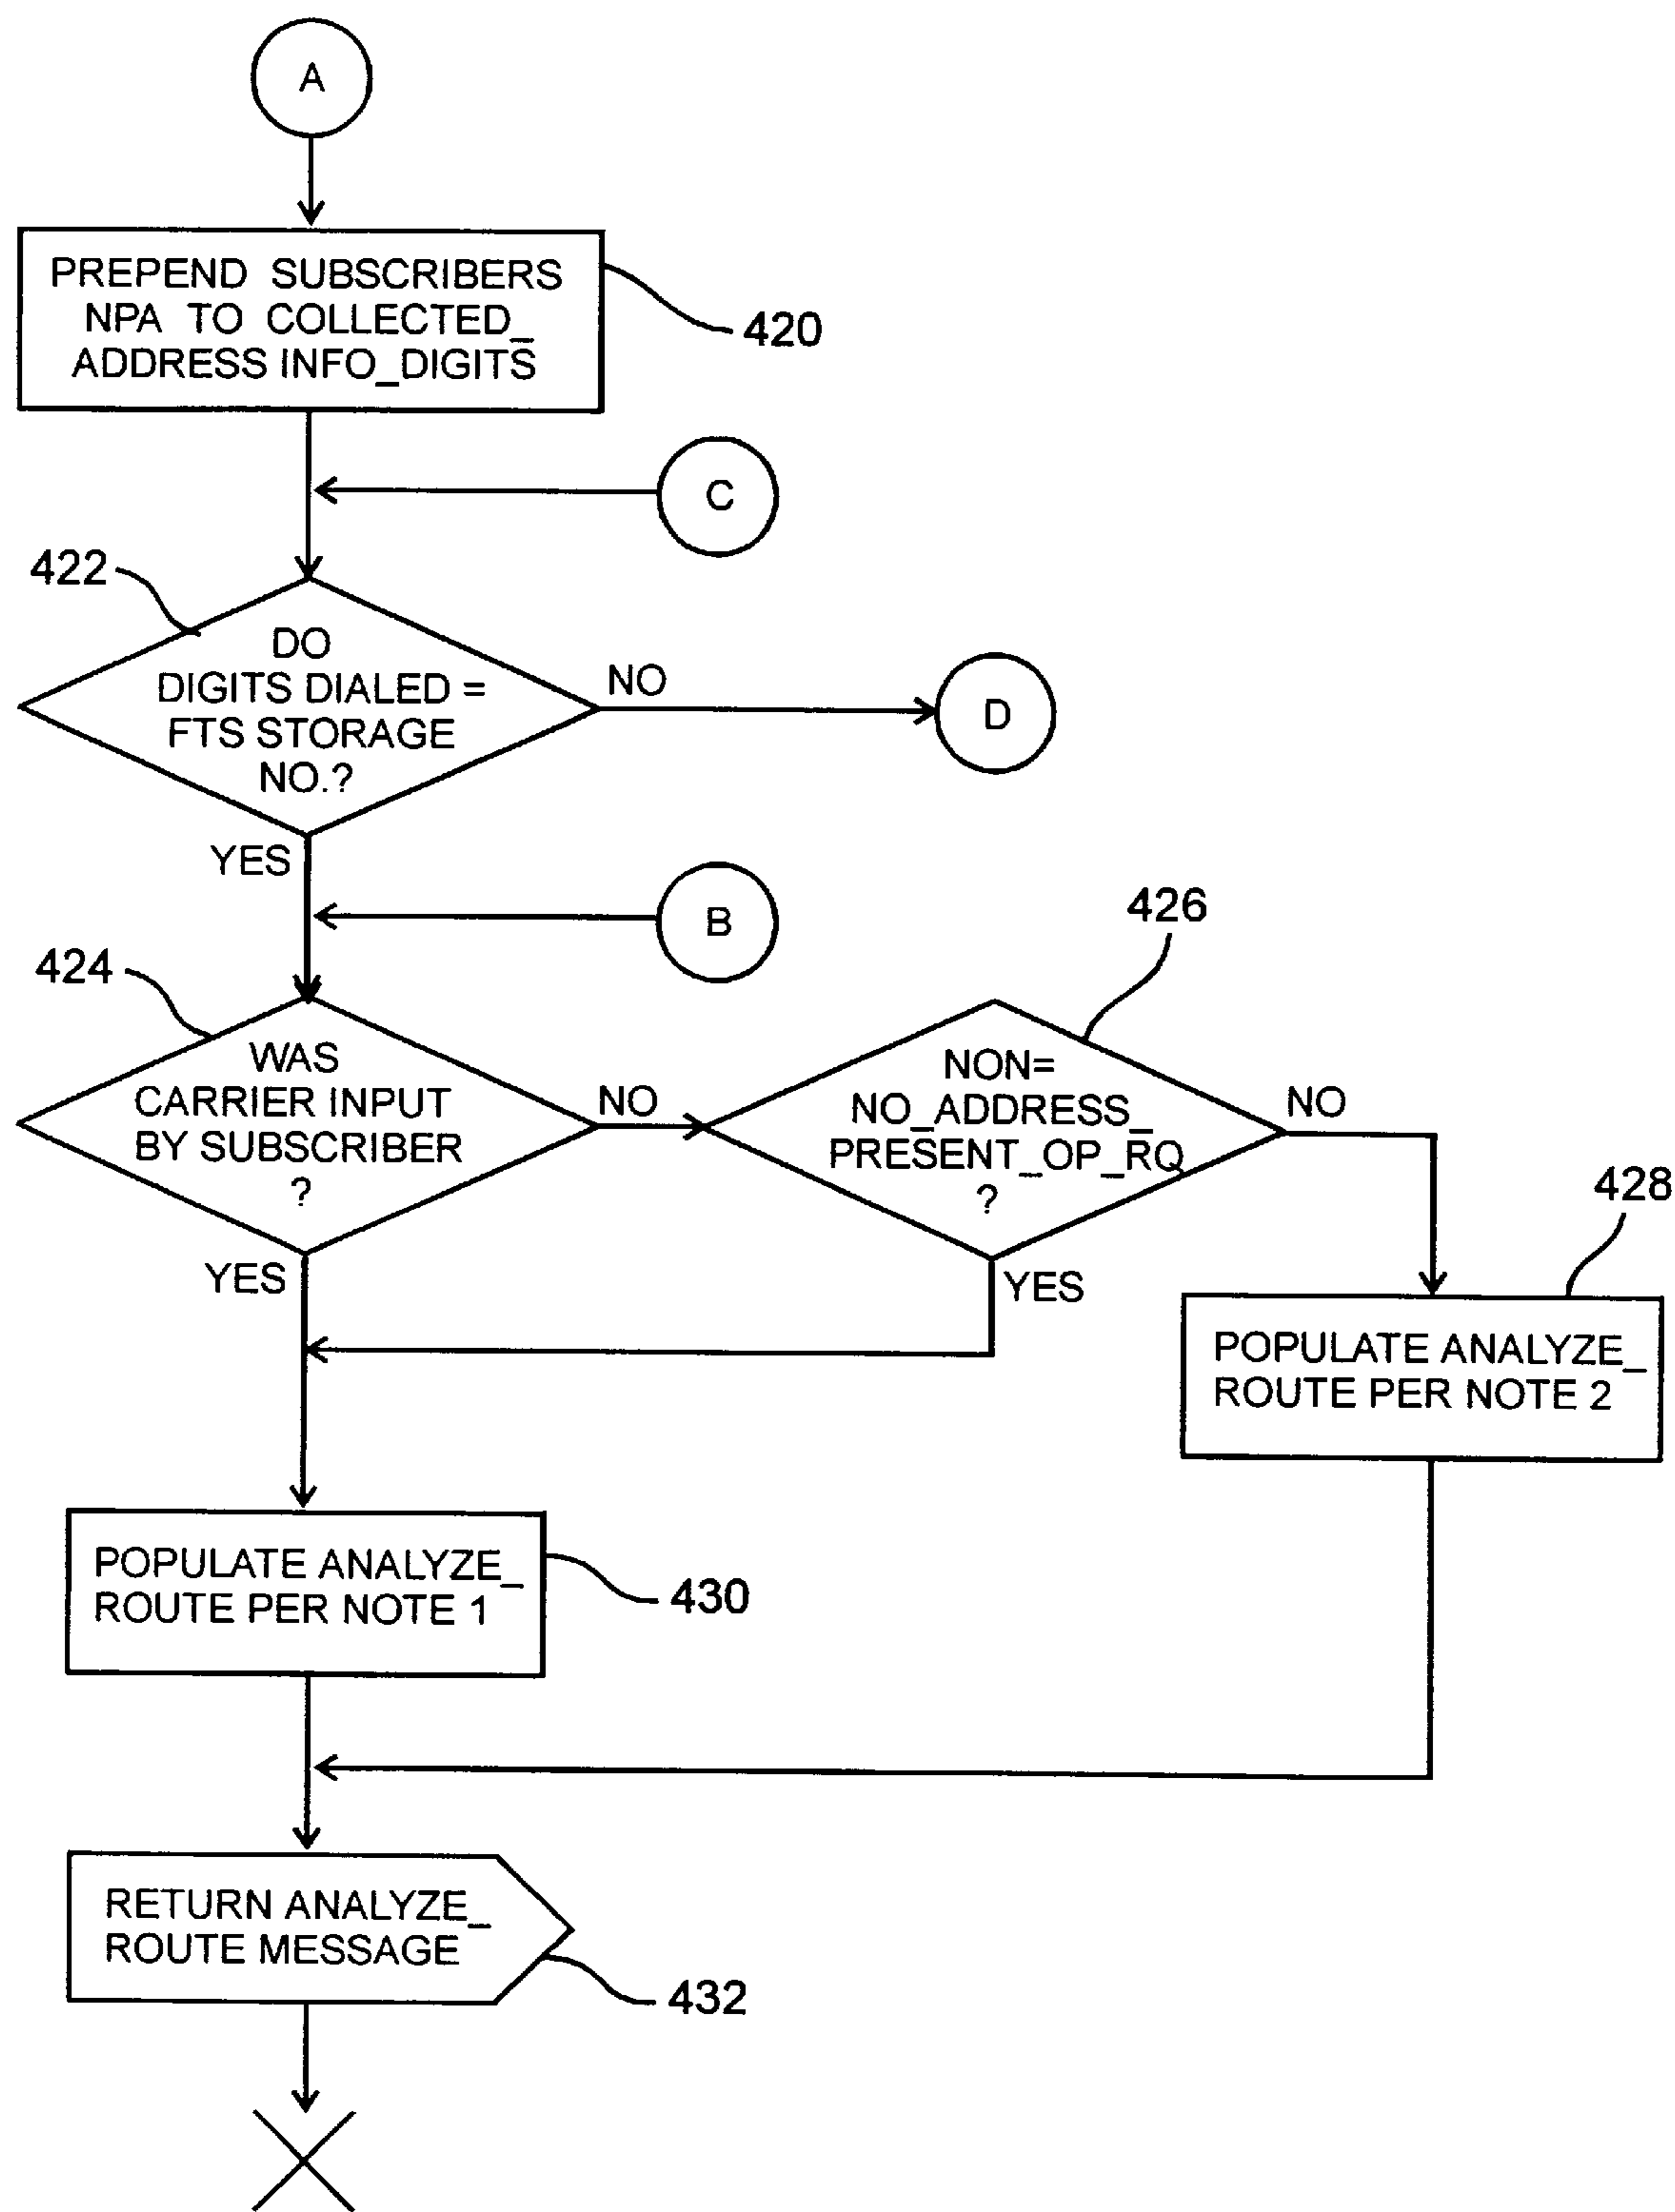 A
PREPEND SUBSCRIBERS
NPA TO COLLECTED_
ADDRESS INFO_DIGITS
420
C
422
DO
DIGITS DIALED =
FTS STORAGE
NO.?
NO
D
YES
B
426
424
WAS
CARRIER INPUT
BY SUBSCRIBER
?
NO
NON=
NO_ADDRESS_
PRESENT_OP_RQ
?
NO
428
YES
YES
POPULATE ANALYZE_
ROUTE PER NOTE 2
POPULATE ANALYZE_
ROUTE PER NOTE 1
430
RETURN ANALYZE_
ROUTE MESSAGE
432